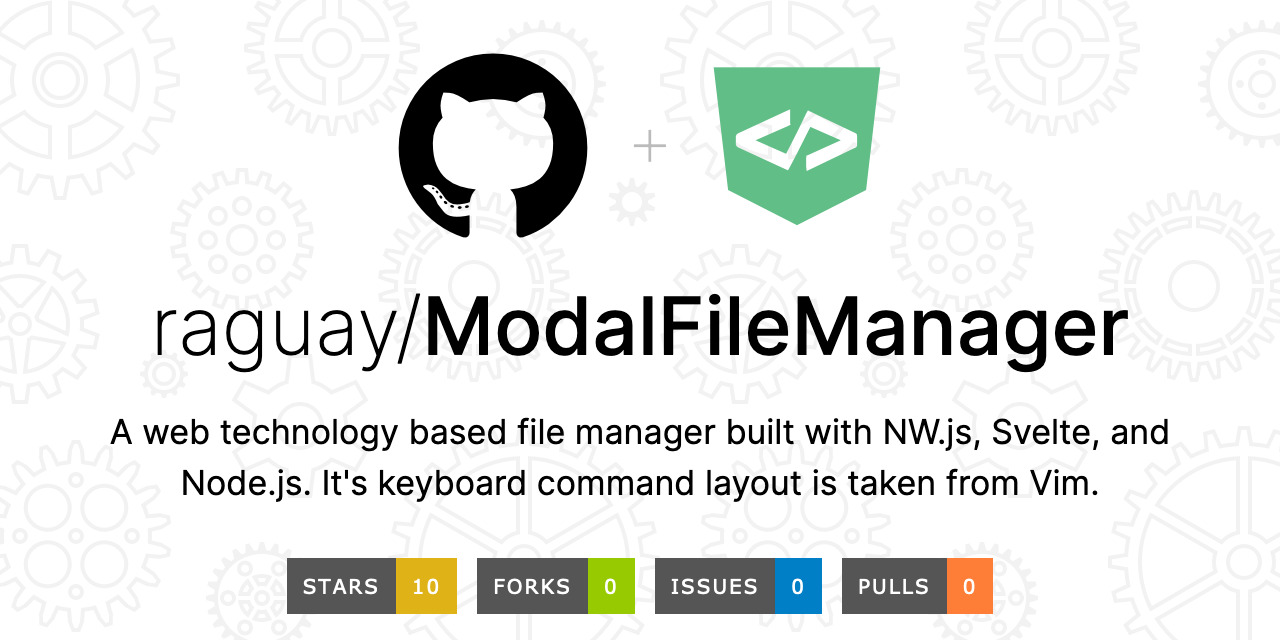 raguay/ModalFileManager
A web technology based file manager built with NW.js, Svelte, and
Node.js. It's keyboard command layout is taken from Vim.
STARS 10 FORKS 0 ISSUES 0 PULLS 0